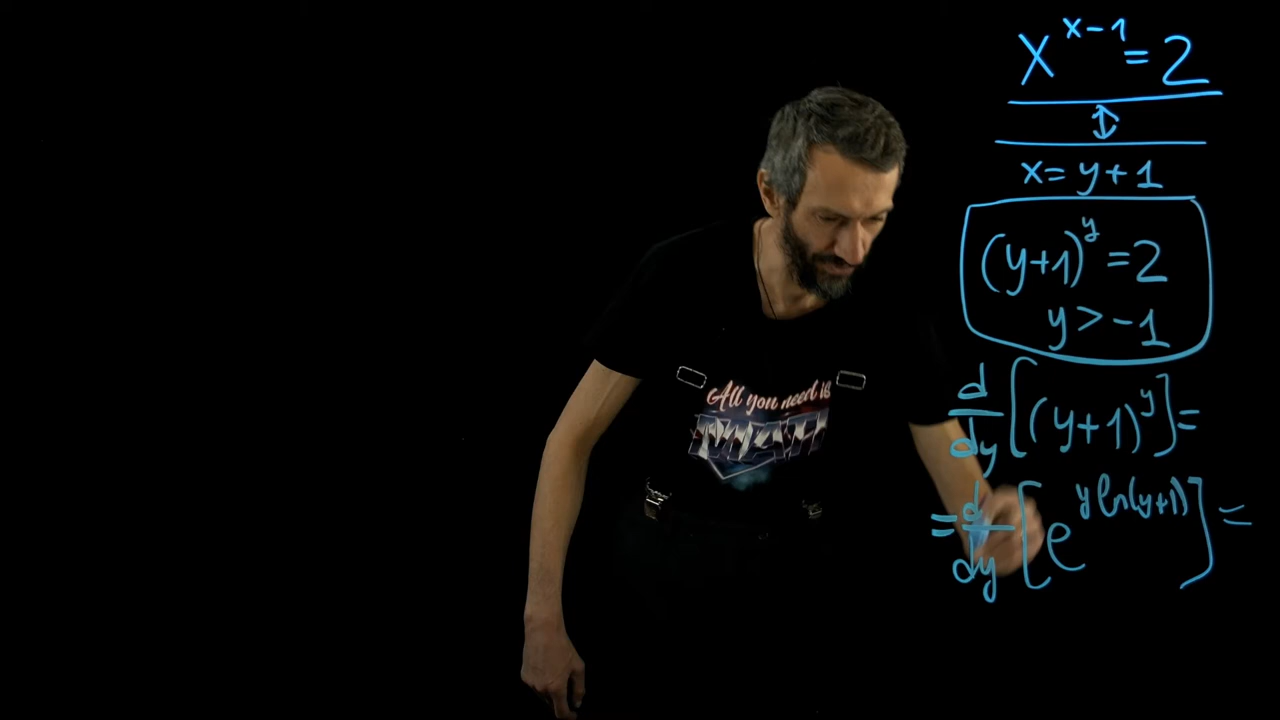 x^{x-1} = 2
↕
x = y + 1
(y+1)^y = 2
y > -1
d/dy [(y+1)^y] =
= d/dy [e^{y ln(y+1)}] =
All you need is
MATH